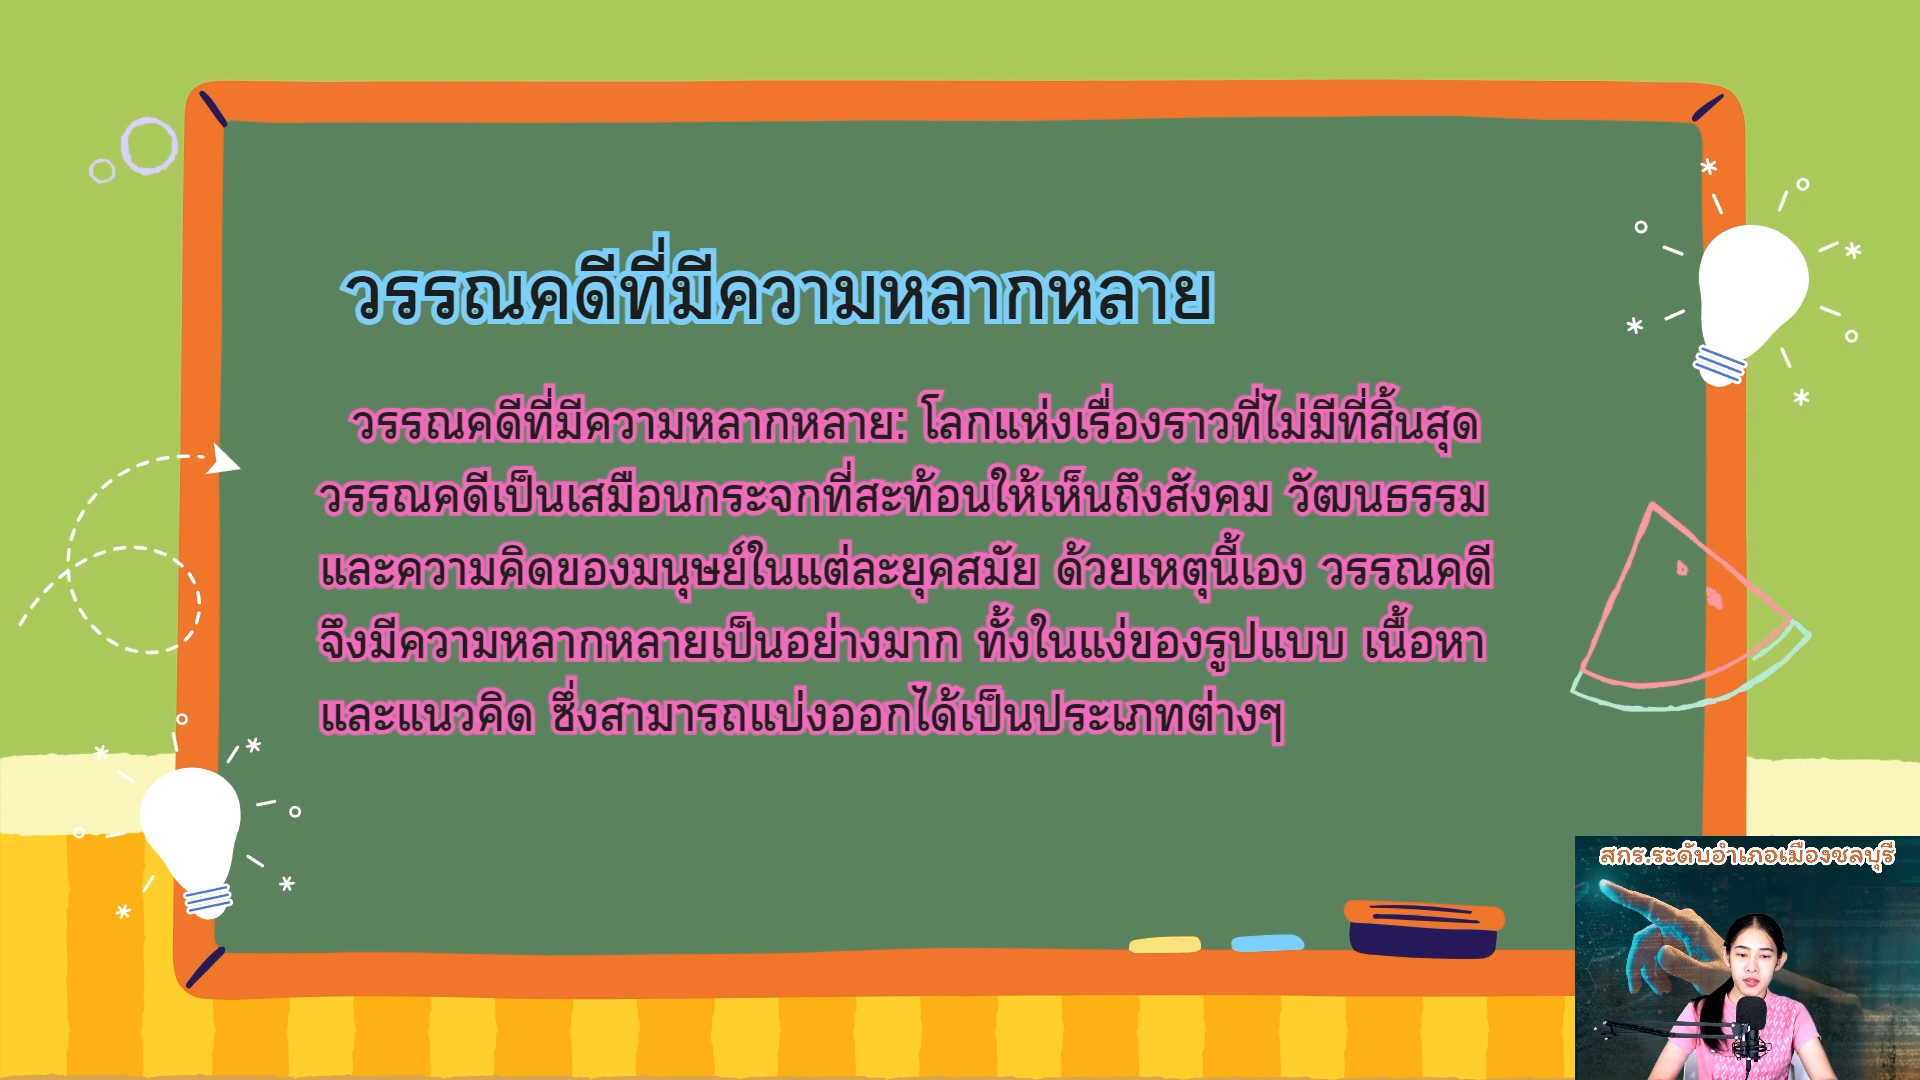 วรรณคดีที่มีความหลากหลาย
วรรณคดีที่มีความหลากหลาย: โลกแห่งเรื่องราวที่ไม่มีที่สิ้นสุด
วรรณคดีเป็นเสมือนกระจกที่สะท้อนให้เห็นถึงสังคม วัฒนธรรม
และความคิดของมนุษย์ในแต่ละยุคสมัย ด้วยเหตุนี้เอง วรรณคดี
จึงมีความหลากหลายเป็นอย่างมาก ทั้งในแง่ของรูปแบบ เนื้อหา
และแนวคิด ซึ่งสามารถแบ่งออกได้เป็นประเภทต่างๆ
สกร.ระดับอำเภอเมืองชลบุรี